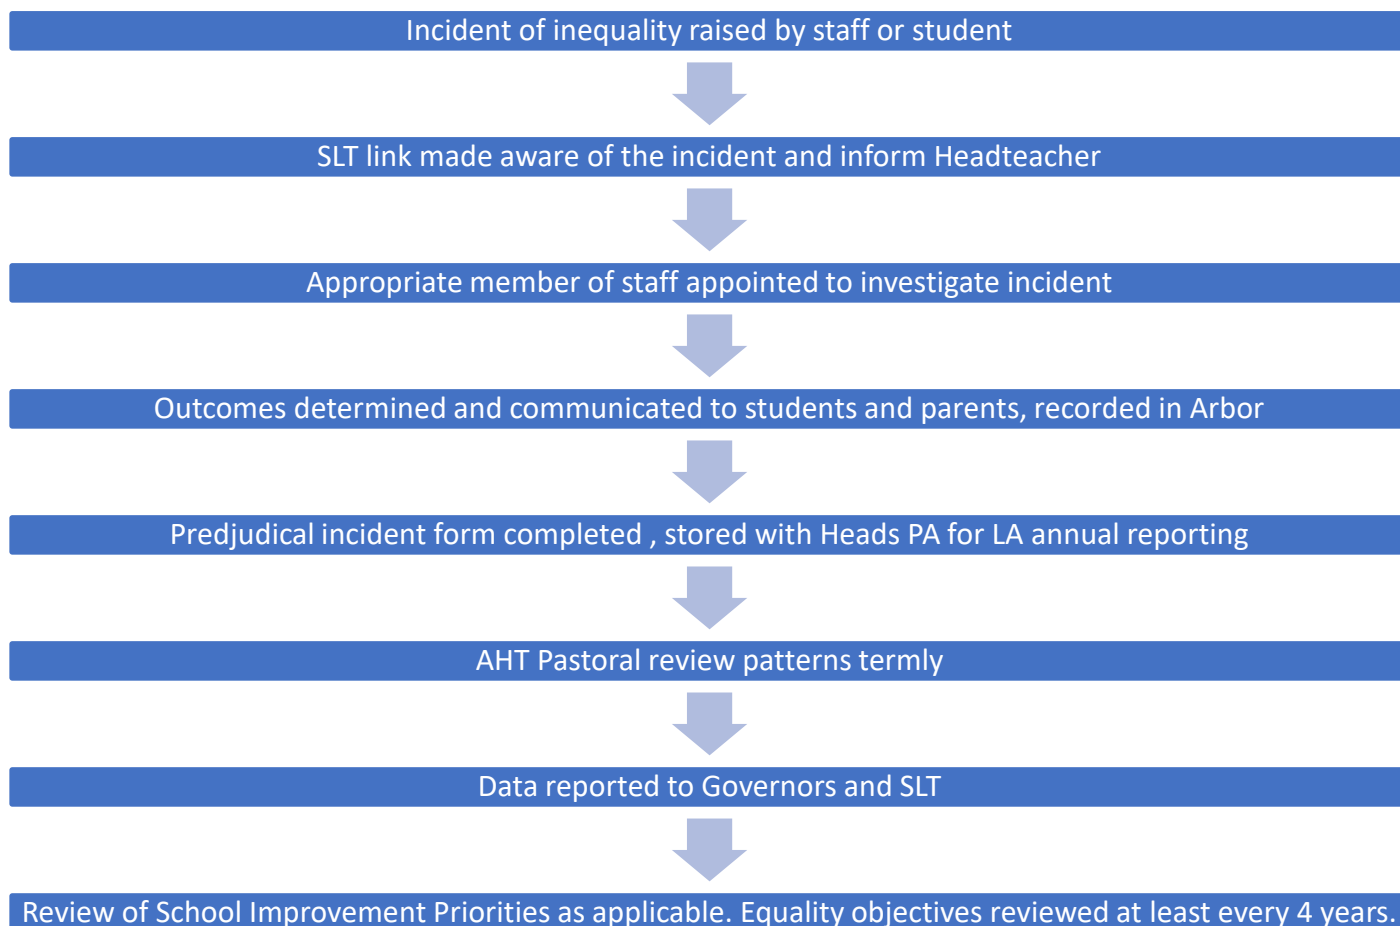 Incident of inequality raised by staff or student
SLT link made aware of the incident and inform Headteacher
Appropriate member of staff appointed to investigate incident
Outcomes determined and communicated to students and parents, recorded in Arbor
Predjudical incident form completed , stored with Heads PA for LA annual reporting
AHT Pastoral review patterns termly
Data reported to Governors and SLT
Review of School Improvement Priorities as applicable. Equality objectives reviewed at least every 4 years.